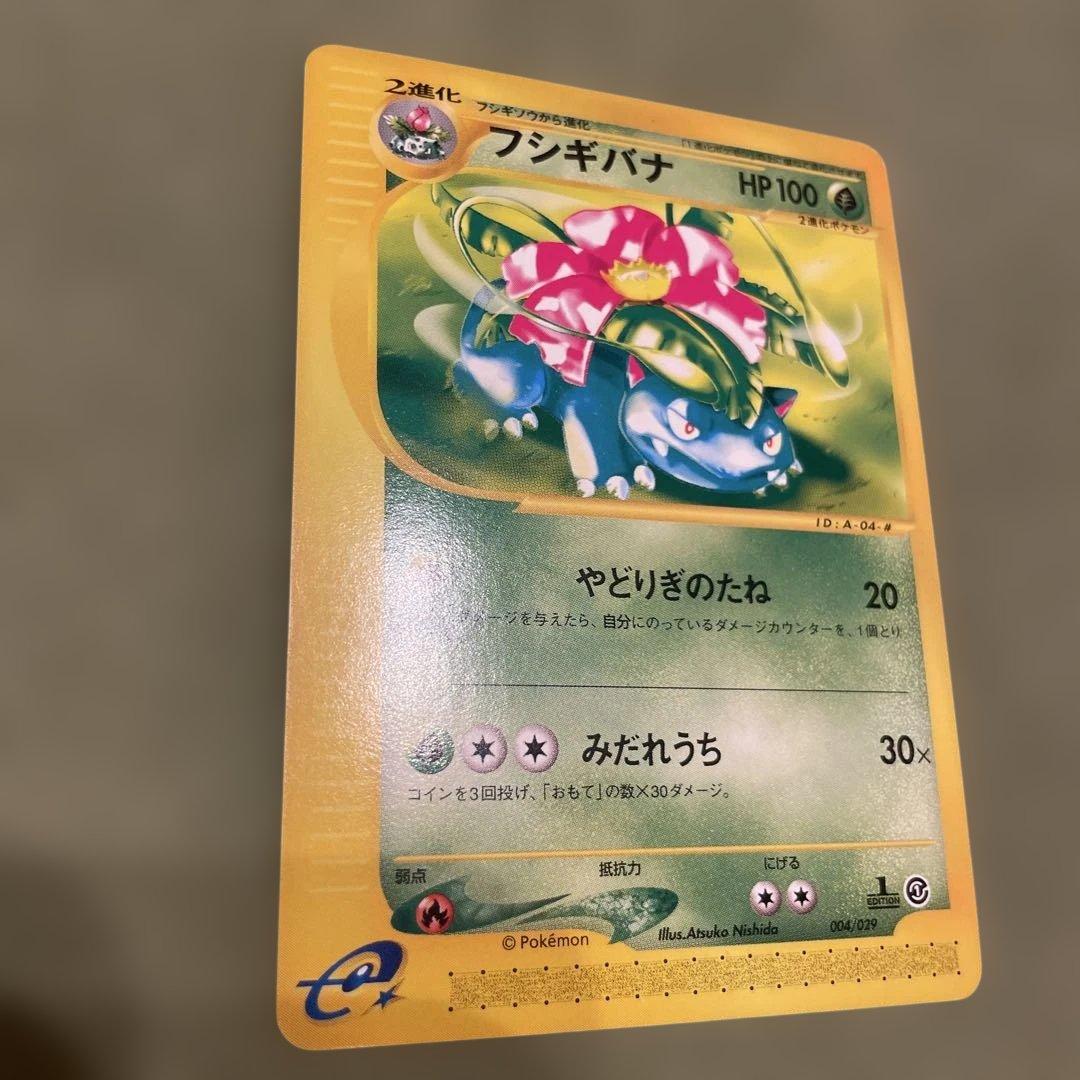 2進化
フシギソウから進化
フシギバナ
HP100
2進化ポケモン
ID:A-04-#
やどりぎのたね 20
ダメージを与えたら、自分にのっているダメージカウンターを、1個とり
みだれうち 30×
コインを3回投げ、「おもて」の数×30ダメージ。
弱点 抵抗力 にげる
1 EDITION
Illus.Atsuko Nishida 004/029
© Pokémon
e